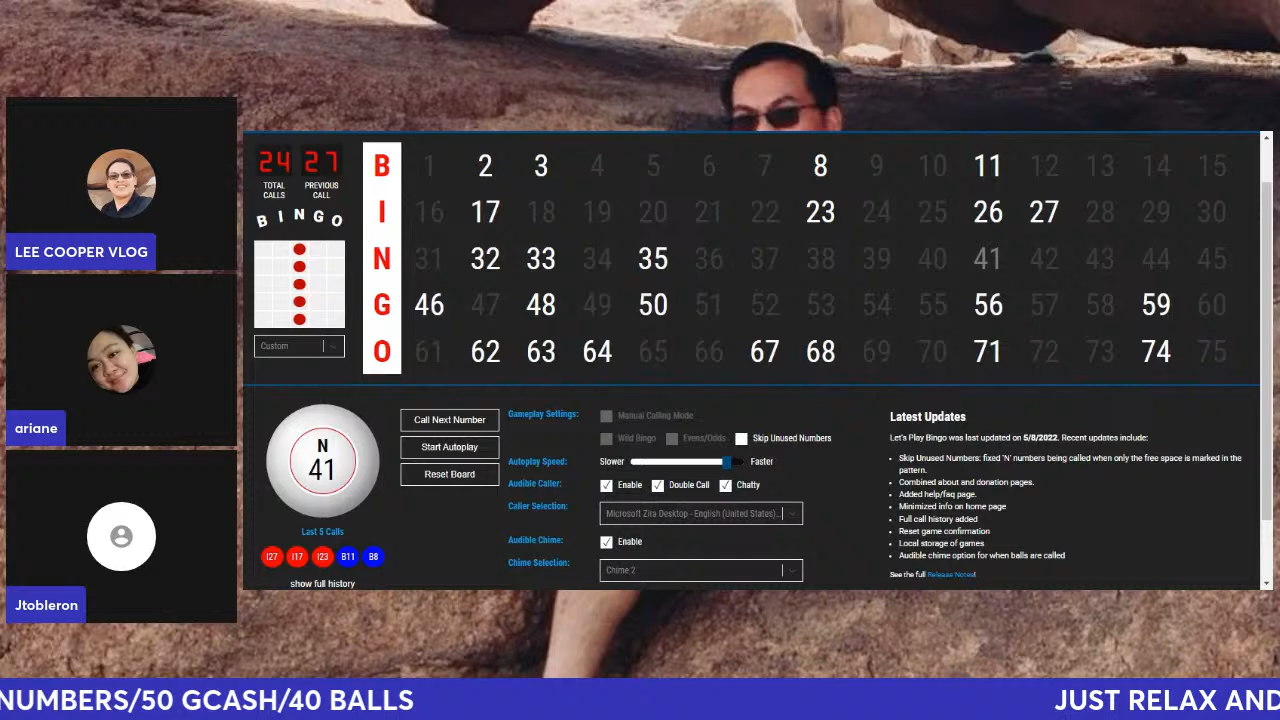 LEE COOPER VLOG
ariane
Jtobleron
24 27
TOTAL CALLS PREVIOUS CALL
B I N G O
Custom
B 1 2 3 4 5 6 7 8 9 10 11 12 13 14 15
I 16 17 18 19 20 21 22 23 24 25 26 27 28 29 30
N 31 32 33 34 35 36 37 38 39 40 41 42 43 44 45
G 46 47 48 49 50 51 52 53 54 55 56 57 58 59 60
O 61 62 63 64 65 66 67 68 69 70 71 72 73 74 75
N
41
Last 5 Calls
I27 I17 I23 B11 B8
show full history
Call Next Number
Start Autoplay
Reset Board
Gameplay Settings:
Manual Calling Mode
Wild Bingo Evens/Odds Skip Unused Numbers
Autoplay Speed: Slower Faster
Audible Caller: Enable Double Call Chatty
Caller Selection: Microsoft Zira Desktop - English (United States)...
Audible Chime: Enable
Chime Selection: Chime 2
Latest Updates
Let's Play Bingo was last updated on 5/8/2022. Recent updates include:
Skip Unused Numbers: fixed 'N' numbers being called when only the free space is marked in the
pattern.
Combined about and donation pages.
Added help/faq page.
Minimized info on home page
Full call history added
Reset game confirmation
Local storage of games
Audible chime option for when balls are called
See the full Release Notes!
NUMBERS/50 GCASH/40 BALLS
JUST RELAX AND